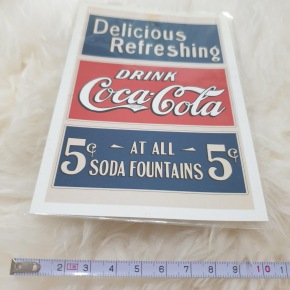 Delicious
Refreshing
DRINK
Coca-Cola
5¢ - AT ALL - 5¢
SODA FOUNTAINS
2 3 4 5 6 7 8 9 10 1